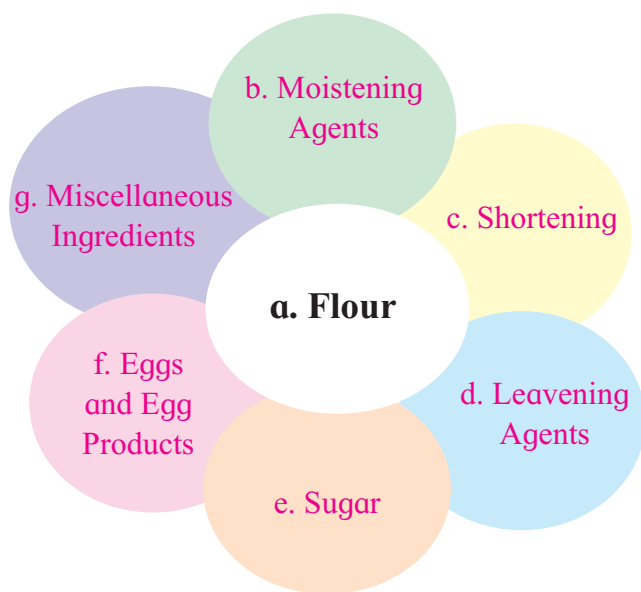 a. Flour
b. Moistening
Agents
c. Shortening
d. Leavening
Agents
e. Sugar
f. Eggs
and Egg
Products
g. Miscellaneous
Ingredients